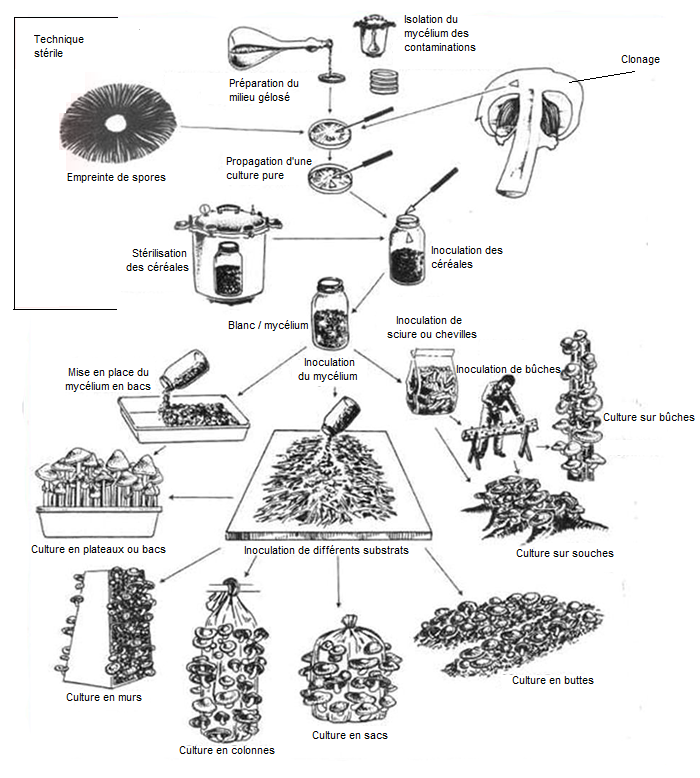 Technique
stérile
Isolation du
mycélium des
contaminations
Clonage
Préparation du
milieu gélosé
Empreinte de spores
Propagation d'une
culture pure
Stérilisation
des céréales
Inoculation des
céréales
Blanc / mycélium
Inoculation de
sciure ou chevilles
Inoculation
du mycélium
Mise en place du
mycélium en bacs
Inoculation de bûches
Culture sur bûches
Culture en plateaux ou bacs
Inoculation de différents substrats
Culture sur souches
Culture en murs
Culture en colonnes
Culture en sacs
Culture en buttes